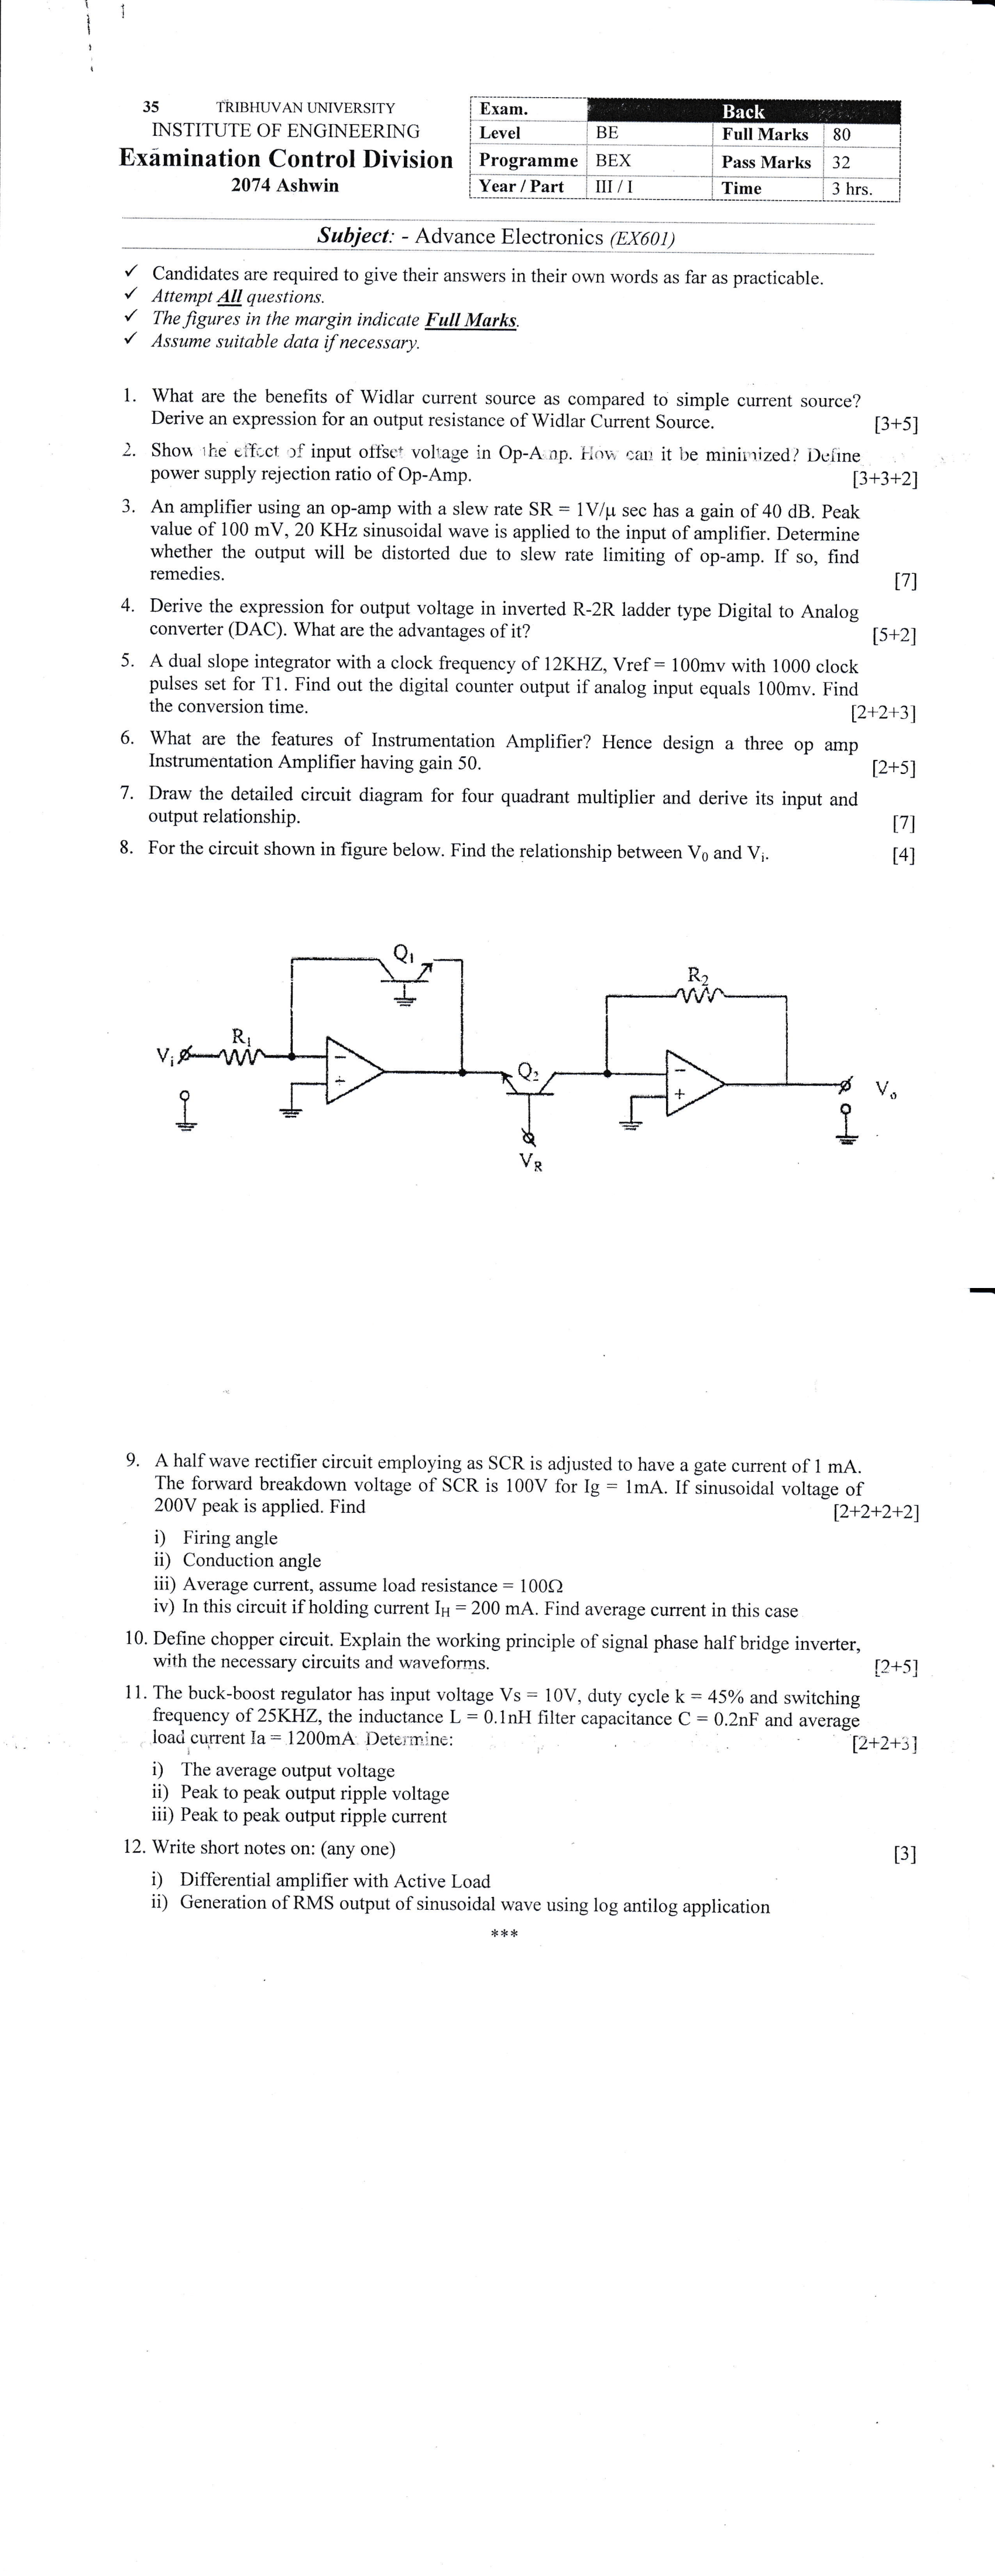 35 TRIBHUVAN UNIVERSITY
INSTITUTE OF ENGINEERING
Examination Control Division
2074 Ashwin
Exam. Back
Level BE Full Marks 80
Programme BEX Pass Marks 32
Year / Part III / I Time 3 hrs.
Subject: - Advance Electronics (EX601)
✓ Candidates are required to give their answers in their own words as far as practicable.
✓ Attempt All questions.
✓ The figures in the margin indicate Full Marks.
✓ Assume suitable data if necessary.
1. What are the benefits of Widlar current source as compared to simple current source?
Derive an expression for an output resistance of Widlar Current Source. [3+5]
2. Show the effect of input offset voltage in Op-Amp. How can it be minimized? Define
power supply rejection ratio of Op-Amp. [3+3+2]
3. An amplifier using an op-amp with a slew rate SR = 1V/μ sec has a gain of 40 dB. Peak
value of 100 mV, 20 KHz sinusoidal wave is applied to the input of amplifier. Determine
whether the output will be distorted due to slew rate limiting of op-amp. If so, find
remedies. [7]
4. Derive the expression for output voltage in inverted R-2R ladder type Digital to Analog
converter (DAC). What are the advantages of it? [5+2]
5. A dual slope integrator with a clock frequency of 12KHZ, Vref = 100mv with 1000 clock
pulses set for T1. Find out the digital counter output if analog input equals 100mv. Find
the conversion time. [2+2+3]
6. What are the features of Instrumentation Amplifier? Hence design a three op amp
Instrumentation Amplifier having gain 50. [2+5]
7. Draw the detailed circuit diagram for four quadrant multiplier and derive its input and
output relationship. [7]
8. For the circuit shown in figure below. Find the relationship between V0 and Vi. [4]
Q1
R2
R1
Vi
Q2
Vo
VR
9. A half wave rectifier circuit employing as SCR is adjusted to have a gate current of 1 mA.
The forward breakdown voltage of SCR is 100V for Ig = 1mA. If sinusoidal voltage of
200V peak is applied. Find [2+2+2+2]
i) Firing angle
ii) Conduction angle
iii) Average current, assume load resistance = 100Ω
iv) In this circuit if holding current IH = 200 mA. Find average current in this case
10. Define chopper circuit. Explain the working principle of signal phase half bridge inverter,
with the necessary circuits and waveforms. [2+5]
11. The buck-boost regulator has input voltage Vs = 10V, duty cycle k = 45% and switching
frequency of 25KHZ, the inductance L = 0.1nH filter capacitance C = 0.2nF and average
load current Ia = 1200mA. Determine: [2+2+3]
i) The average output voltage
ii) Peak to peak output ripple voltage
iii) Peak to peak output ripple current
12. Write short notes on: (any one) [3]
i) Differential amplifier with Active Load
ii) Generation of RMS output of sinusoidal wave using log antilog application
***